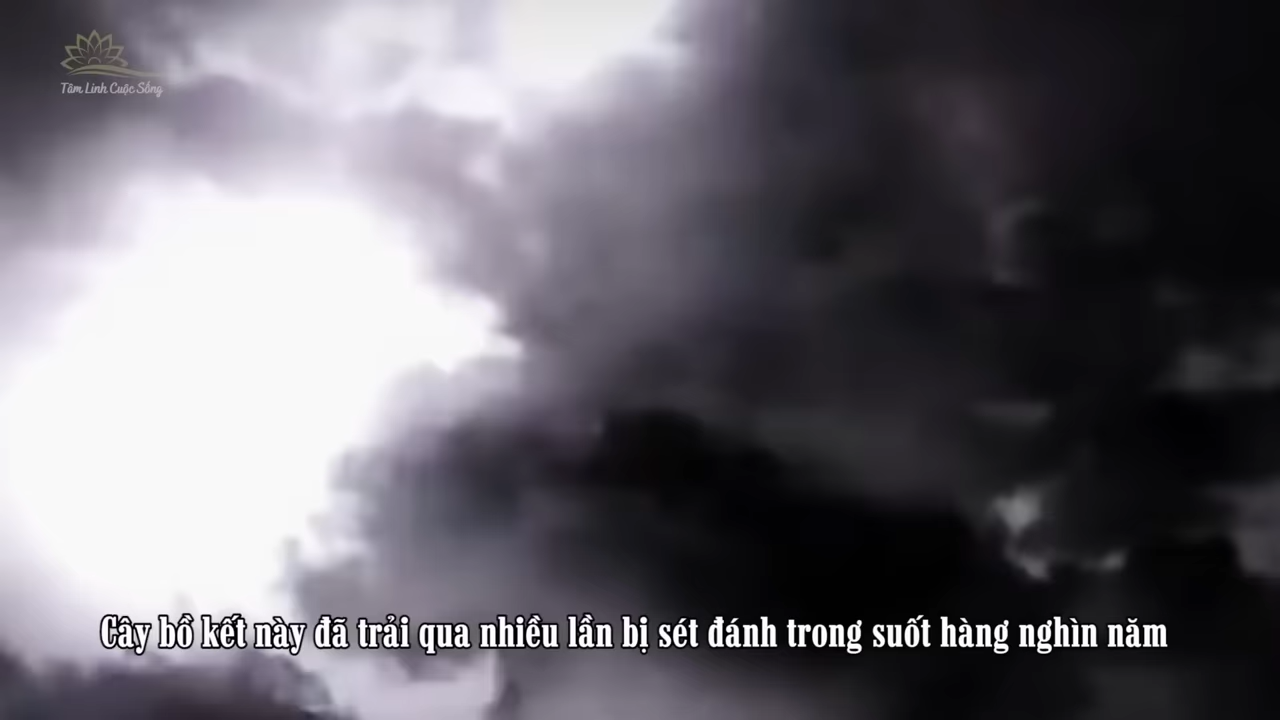 Tâm Linh Cuộc Sống
Cây bồ kết này đã trải qua nhiều lần bị sét đánh trong suốt hàng nghìn năm